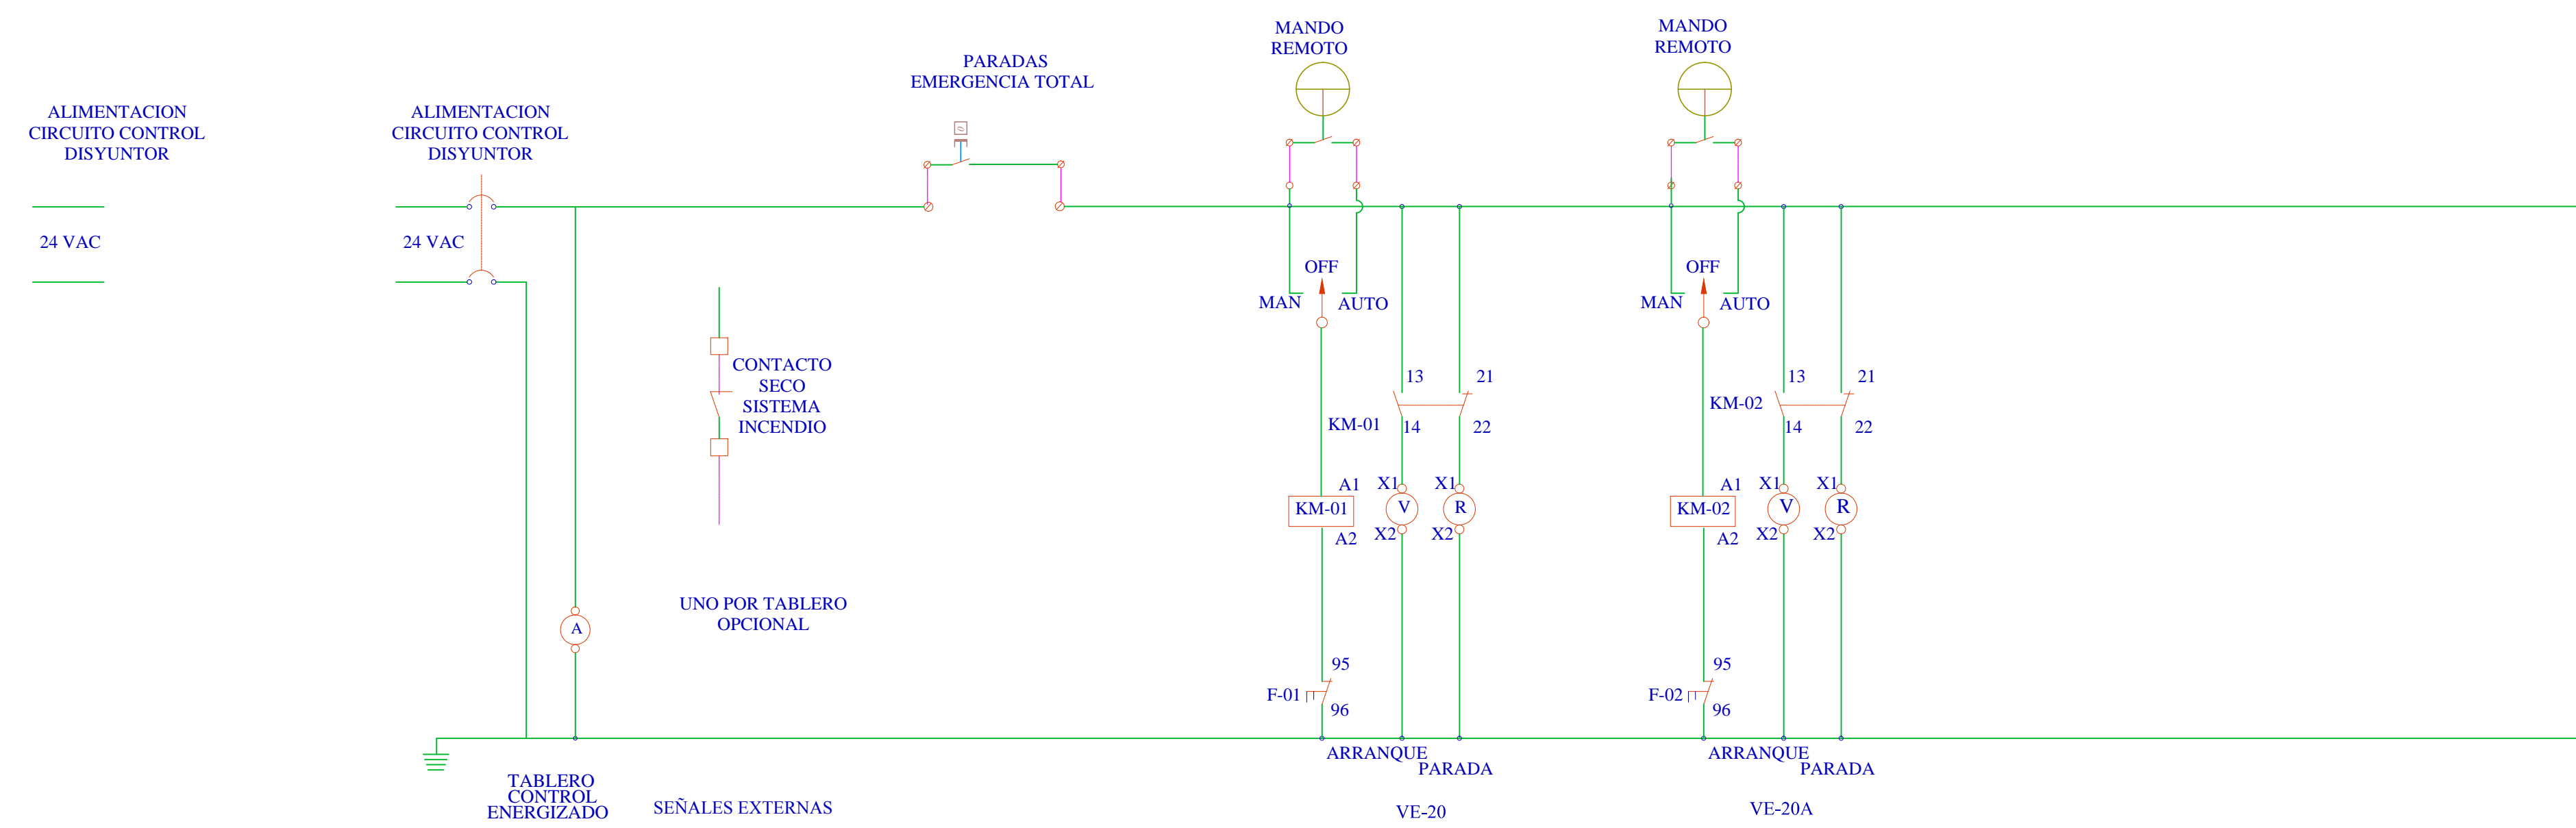 ALIMENTACION
CIRCUITO CONTROL
DISYUNTOR
24 VAC
ALIMENTACION
CIRCUITO CONTROL
DISYUNTOR
24 VAC
PARADAS
EMERGENCIA TOTAL
0
CONTACTO
SECO
SISTEMA
INCENDIO
UNO POR TABLERO
OPCIONAL
A
TABLERO
CONTROL
ENERGIZADO
SEÑALES EXTERNAS
MANDO
REMOTO
OFF
MAN
AUTO
13
21
KM-01
14
22
A1
X1
X1
KM-01
V
R
A2
X2
X2
95
F-01
96
ARRANQUE
PARADA
VE-20
MANDO
REMOTO
OFF
MAN
AUTO
13
21
KM-02
14
22
A1
X1
X1
KM-02
V
R
A2
X2
X2
95
F-02
96
ARRANQUE
PARADA
VE-20A